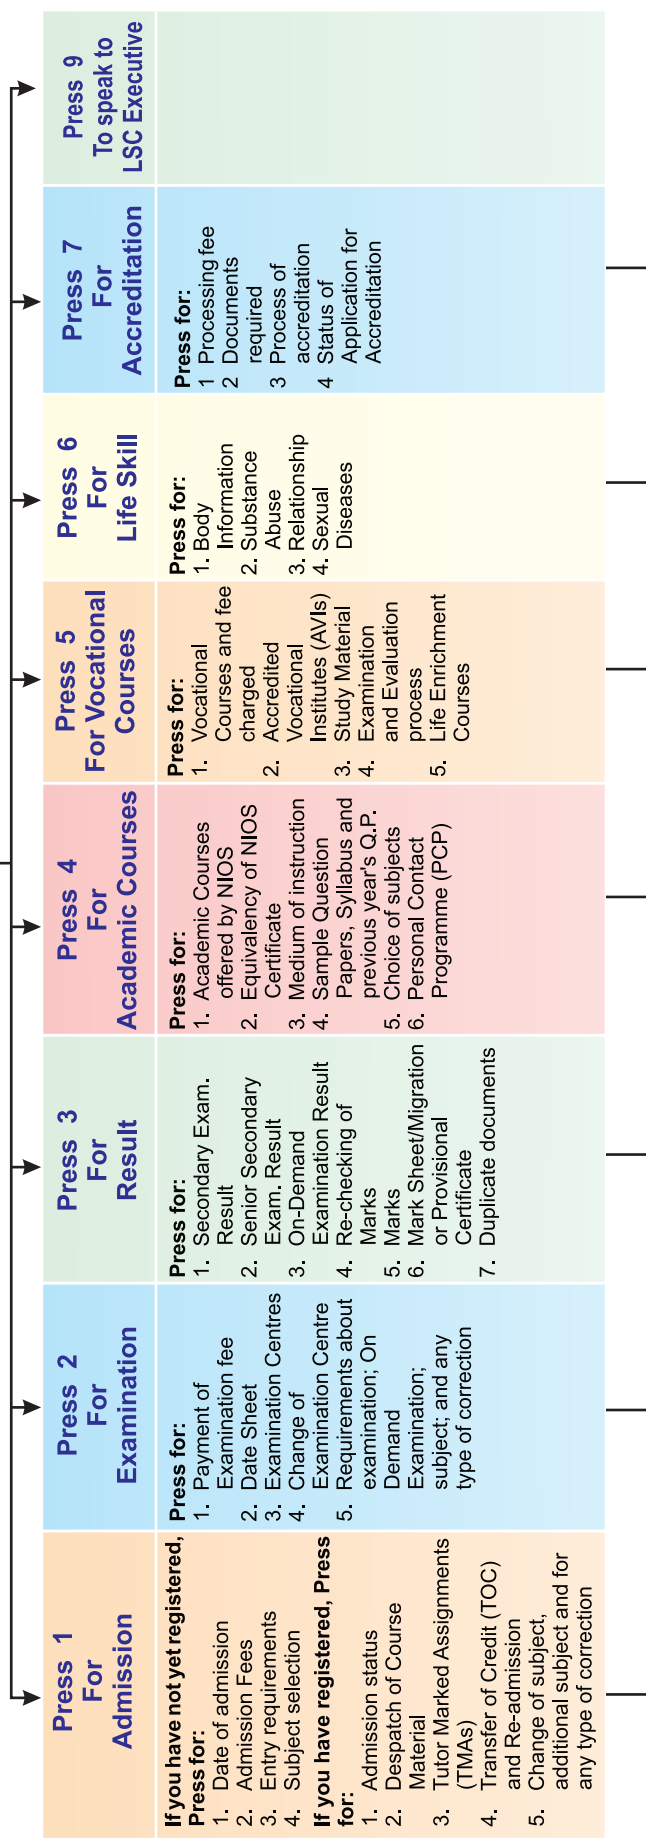 Press 1
For
Admission
If you have not yet registered,
Press for:
1. Date of admission
2. Admission Fees
3. Entry requirements
4. Subject selection
If you have registered, Press
for:
1. Admission status
2. Despatch of Course
Material
3. Tutor Marked Assignments
(TMAs)
4. Transfer of Credit (TOC)
and Re-admission
5. Change of subject,
additional subject and for
any type of correction
Press 2
For
Examination
Press for:
1. Payment of
Examination fee
2. Date Sheet
3. Examination Centres
4. Change of
Examination Centre
5. Requirements about
examination; On
Demand
Examination;
subject; and any
type of correction
Press 3
For
Result
Press for:
1. Secondary Exam.
Result
2. Senior Secondary
Exam. Result
3. On-Demand
Examination Result
4. Re-checking of
Marks
5. Marks
6. Mark Sheet/Migration
or Provisional
Certificate
7. Duplicate documents
Press 4
For
Academic Courses
Press for:
1. Academic Courses
offered by NIOS
2. Equivalency of NIOS
Certificate
3. Medium of instruction
4. Sample Question
Papers, Syllabus and
previous year's Q.P.
5. Choice of subjects
6. Personal Contact
Programme (PCP)
Press 5
For Vocational
Courses
Press for:
1. Vocational
Courses and fee
charged
2. Accredited
Vocational
Institutes (AVIs)
3. Study Material
4. Examination
and Evaluation
process
5. Life Enrichment
Courses
Press 6
For
Life Skill
Press for:
1. Body
Information
2. Substance
Abuse
3. Relationship
4. Sexual
Diseases
Press 7
For
Accreditation
Press for:
1 Processing fee
2 Documents
required
3 Process of
accreditation
4 Status of
Application for
Accreditation
Press 9
To speak to
LSC Executive